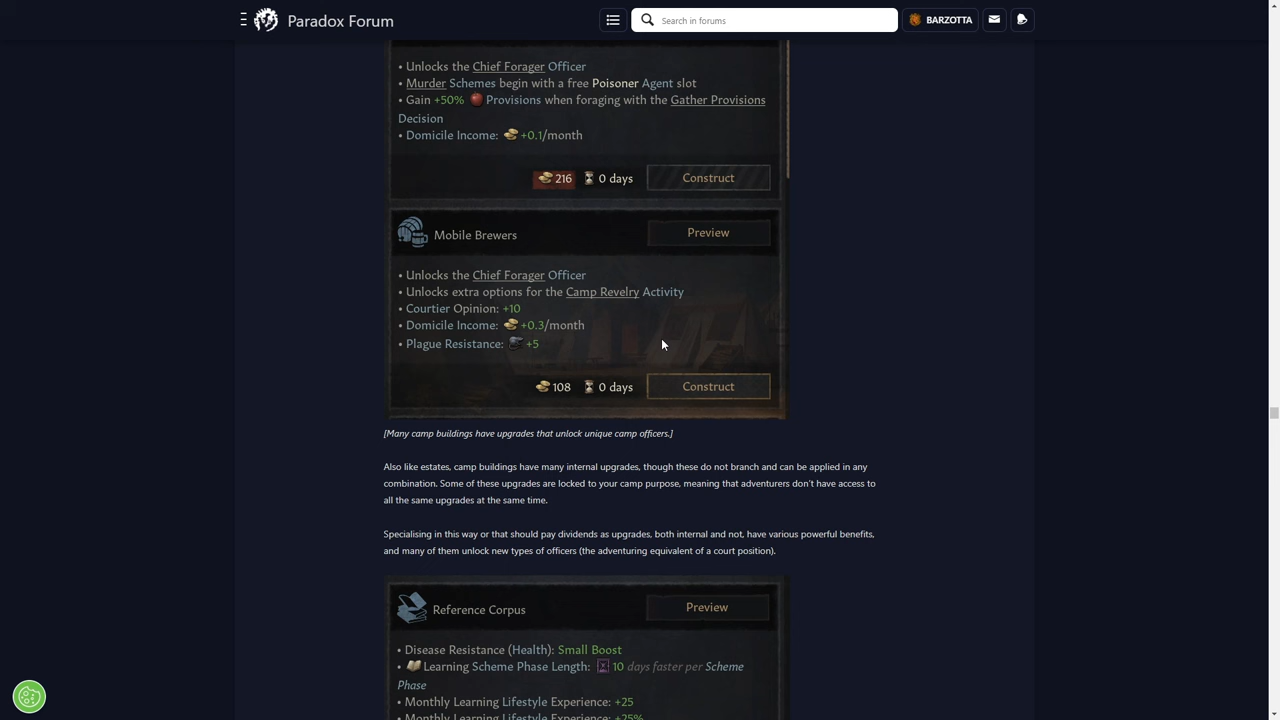 Paradox Forum
Search in forums
BARZOTTA
• Unlocks the Chief Forager Officer
• Murder Schemes begin with a free Poisoner Agent slot
• Gain +50% Provisions when foraging with the Gather Provisions
Decision
• Domicile Income: +0.1/month
216 0 days Construct
Mobile Brewers Preview
• Unlocks the Chief Forager Officer
• Unlocks extra options for the Camp Revelry Activity
• Courtier Opinion: +10
• Domicile Income: +0.3/month
• Plague Resistance: +5
108 0 days Construct
[Many camp buildings have upgrades that unlock unique camp officers.]
Also like estates, camp buildings have many internal upgrades, though these do not branch and can be applied in any
combination. Some of these upgrades are locked to your camp purpose, meaning that adventurers don't have access to
all the same upgrades at the same time.
Specialising in this way or that should pay dividends as upgrades, both internal and not, have various powerful benefits,
and many of them unlock new types of officers (the adventuring equivalent of a court position).
Reference Corpus Preview
• Disease Resistance (Health): Small Boost
• Learning Scheme Phase Length: 10 days faster per Scheme
Phase
• Monthly Learning Lifestyle Experience: +25
• Monthly Learning Lifestyle Experience: +25%